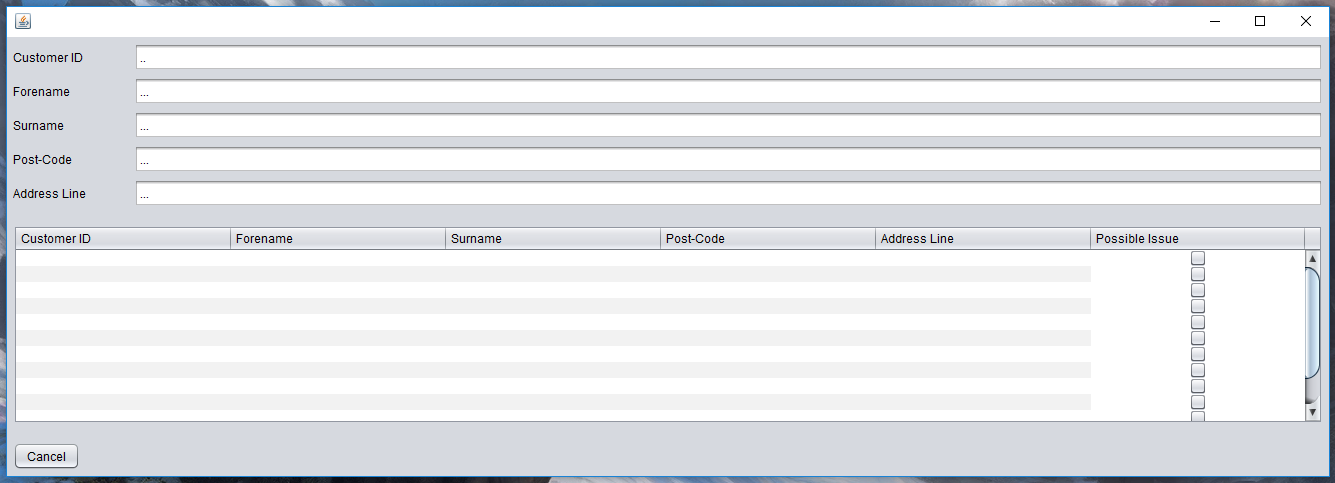 Customer ID ..
Forename ...
Surname ...
Post-Code ...
Address Line ...
Customer ID Forename Surname Post-Code Address Line Possible Issue
Cancel